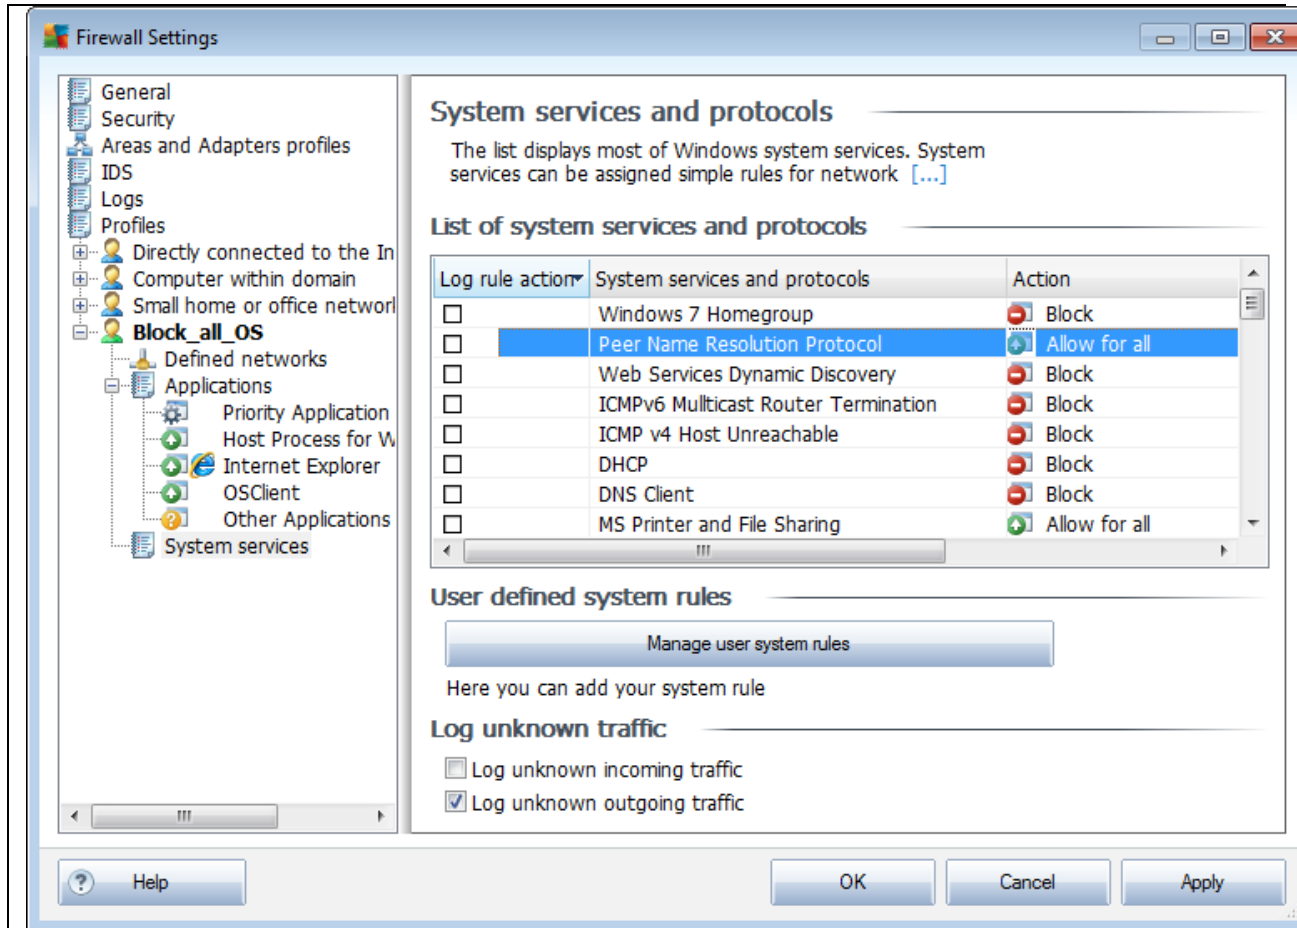 Firewall Settings
General
Security
Areas and Adapters profiles
IDS
Logs
Profiles
Directly connected to the In
Computer within domain
Small home or office network
Block_all_OS
Defined networks
Applications
Priority Application
Host Process for W
Internet Explorer
OSClient
Other Applications
System services
System services and protocols
The list displays most of Windows system services. System
services can be assigned simple rules for network [...]
List of system services and protocols
Log rule action System services and protocols Action
Windows 7 Homegroup Block
Peer Name Resolution Protocol Allow for all
Web Services Dynamic Discovery Block
ICMPv6 Mullticast Router Termination Block
ICMP v4 Host Unreachable Block
DHCP Block
DNS Client Block
MS Printer and File Sharing Allow for all
User defined system rules
Manage user system rules
Here you can add your system rule
Log unknown traffic
Log unknown incoming traffic
Log unknown outgoing traffic
? Help OK Cancel Apply